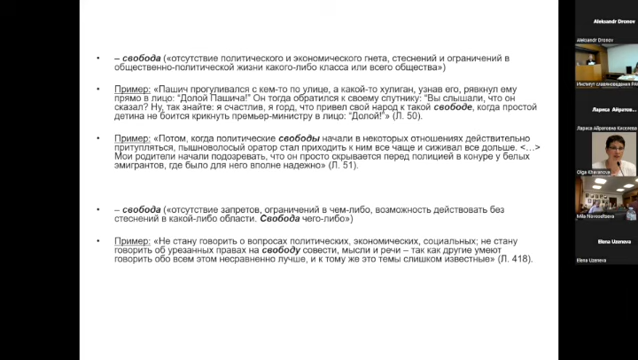 • – свобода («отсутствие политического и экономического гнета, стеснений и ограничений в
общественно-политической жизни какого-либо класса или всего общества»)
• Пример: «Пашич прогуливался с кем-то по улице, а какой-то хулиган, узнав его, рявкнул ему
прямо в лицо: “Долой Пашича!” Он тогда обратился к своему спутнику: “Вы слышали, что он
сказал? Ну, так знайте: я счастлив, я горд, что привел свой народ к такой свободе, когда простой
детина не боится крикнуть премьер-министру в лицо: “Долой!”» (Л. 50).
• Пример: «Потом, когда политические свободы начали в некоторых отношениях действительно
притупляться, пышноволосый оратор стал приходить к ним все чаще и сиживал все дольше. <…>
Мои родители начали подозревать, что он просто скрывается перед полицией в конуре у белых
эмигрантов, где было для него вполне надежно» (Л. 51).
• – свобода («отсутствие запретов, ограничений в чем-либо, возможность действовать без
стеснений в какой-либо области. Свобода чего-либо»)
• Пример: «Не стану говорить о вопросах политических, экономических, социальных; не стану
говорить об урезанных правах на свободу совести, мысли и речи – так как другие умеют
говорить обо всем этом несравненно лучше, и к тому же это темы слишком известные» (Л. 418).
Aleksandr Dronov
Aleksandr Dronov
Институт славяноведения РАН
Лариса Айрапе...
Лариса Айриговна Киселева
Olga Khavanova
Mila Novossiltsova
Elena Uzeneva
Elena Uzeneva